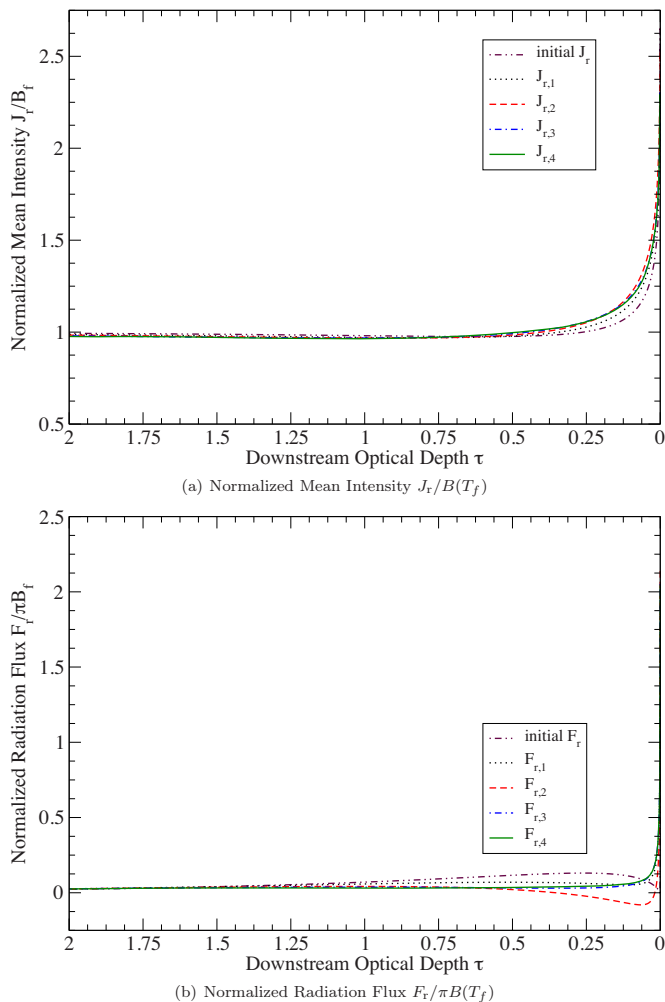 2.5
2
1.5
1
0.5
Normalized Mean Intensity J_r/B_f
initial J_r
J_r,1
J_r,2
J_r,3
J_r,4
2 1.75 1.5 1.25 1 0.75 0.5 0.25 0
Downstream Optical Depth τ
(a) Normalized Mean Intensity J_r/B(T_f)
2.5
2
1.5
1
0.5
0
Normalized Radiation Flux F_r/πB_f
initial F_r
F_r,1
F_r,2
F_r,3
F_r,4
2 1.75 1.5 1.25 1 0.75 0.5 0.25 0
Downstream Optical Depth τ
(b) Normalized Radiation Flux F_r/πB(T_f)